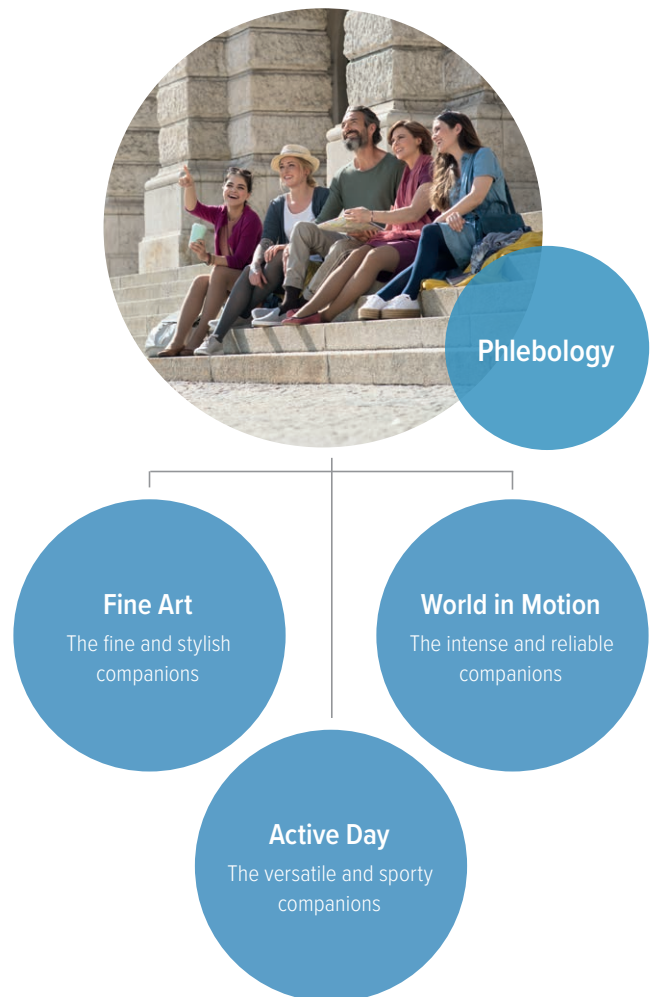 Phlebology
Fine Art
The fine and stylish
companions
World in Motion
The intense and reliable
companions
Active Day
The versatile and sporty
companions